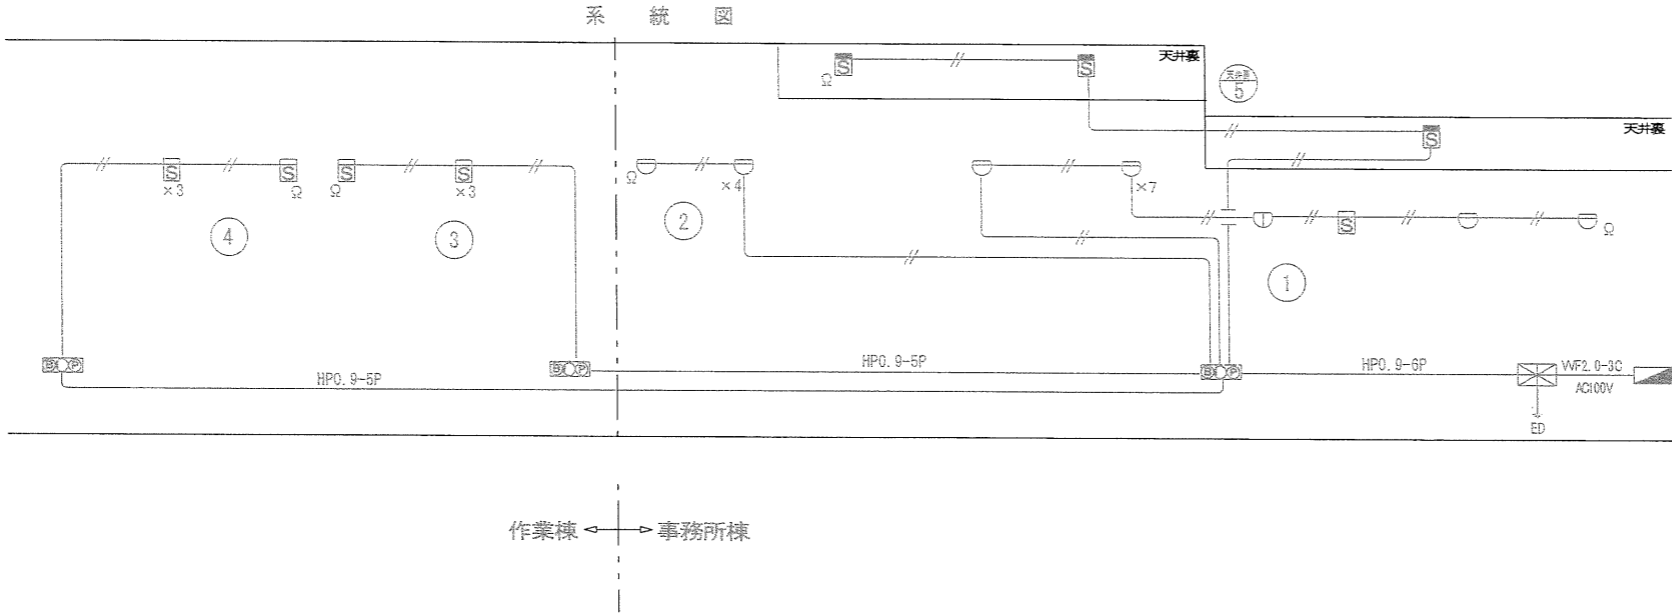 系統図
天井裏
S
S
Ω
天井裏
5
S
天井裏
S
×3
S
Ω
S
Ω
S
×3
Ω
×4
×7
S
Ω
4
3
2
1
B P
B P
B P
HP0.9-5P
HP0.9-5P
HP0.9-6P
VVF2.0-3C
AC100V
ED
作業棟
事務所棟